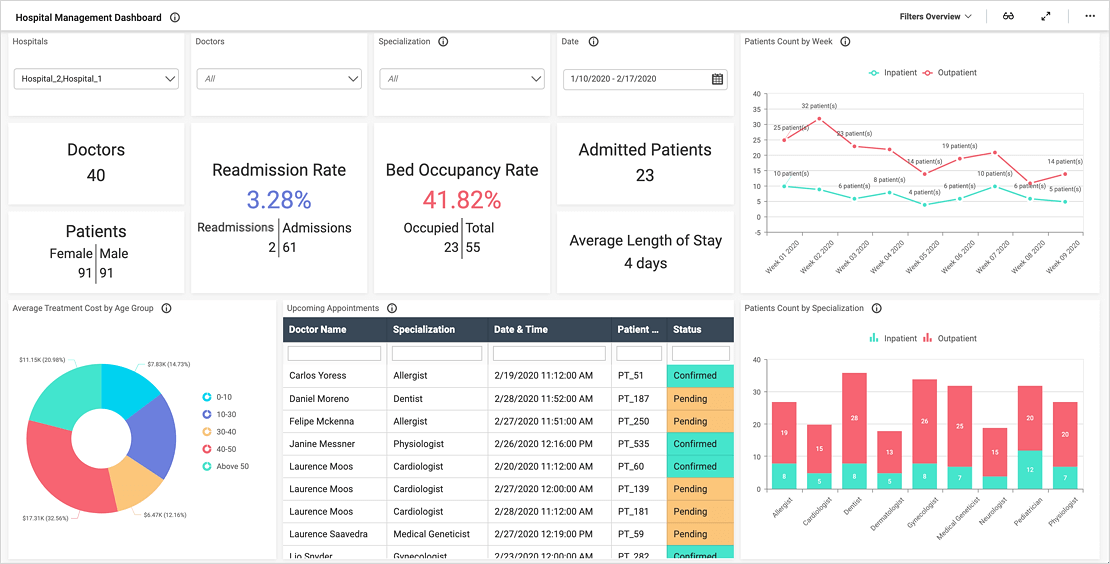 Hospital Management Dashboard
Filters Overview
Hospitals
Hospital_2,Hospital_1
Doctors
All
Specialization
All
Date
1/10/2020 - 2/17/2020
Doctors
40
Patients
Female Male
91 91
Readmission Rate
3.28%
Readmissions Admissions
2 61
Bed Occupancy Rate
41.82%
Occupied Total
23 55
Admitted Patients
23
Average Length of Stay
4 days
Patients Count by Week
Inpatient Outpatient
40
35
30
25
20
15
10
5
0
-5
32 patient(s)
25 patient(s)
23 patient(s)
14 patient(s)
19 patient(s)
14 patient(s)
10 patient(s)
6 patient(s)
8 patient(s)
4 patient(s)
6 patient(s)
10 patient(s)
6 patient(s)
5 patient(s)
Week 01 2020
Week 02 2020
Week 03 2020
Week 04 2020
Week 05 2020
Week 06 2020
Week 07 2020
Week 08 2020
Week 09 2020
Average Treatment Cost by Age Group
$11.15K (20.98%)
$7.83K (14.73%)
$17.31K (32.56%)
$6.47K (12.16%)
0-10
10-30
30-40
40-50
Above 50
Upcoming Appointments
Doctor Name Specialization Date & Time Patient ... Status
Carlos Yoress Allergist 2/19/2020 11:12:00 AM PT_51 Confirmed
Daniel Moreno Dentist 2/28/2020 11:52:00 AM PT_187 Pending
Felipe Mckenna Allergist 2/27/2020 11:51:00 AM PT_250 Pending
Janine Messner Physiologist 2/26/2020 12:16:00 PM PT_535 Confirmed
Laurence Moos Cardiologist 2/20/2020 11:12:00 AM PT_60 Confirmed
Laurence Moos Cardiologist 2/27/2020 12:00:00 AM PT_139 Pending
Laurence Moos Cardiologist 2/28/2020 11:12:00 AM PT_181 Pending
Laurence Saavedra Medical Geneticist 2/27/2020 12:19:00 PM PT_59 Pending
Lio Snyder Gynecologist 2/23/2020 12:00:00 AM PT_282 Confirmed
Patients Count by Specialization
Inpatient Outpatient
40
30
20
10
0
19
15
28
13
26
25
15
20
20
8
5
8
5
8
7
12
7
Allergist
Cardiologist
Dentist
Dermatologist
Gynecologist
Medical Geneticist
Neurologist
Pediatrician
Physiologist